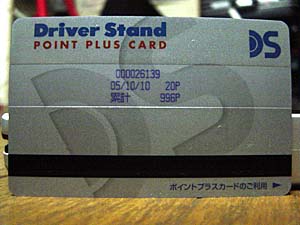 Driver Stand
POINT PLUS CARD
DS
000026139
05/10/10 20P
累計 996P
ポイントプラスカードのご利用 ▶